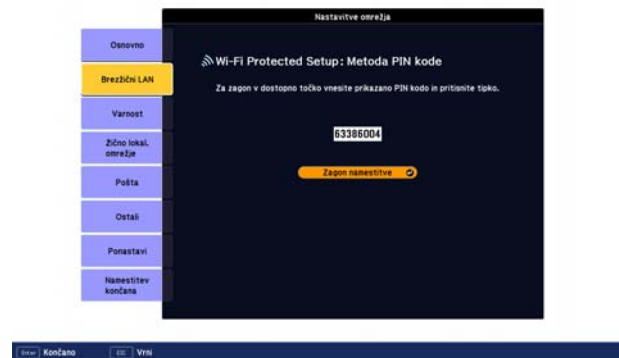 Nastavitve omrežja
Osnovno
Brezžični LAN
Varnost
Žično lokal.
omrežje
Pošta
Ostali
Ponastavi
Namestitev
končana
Wi-Fi Protected Setup: Metoda PIN kode
Za zagon v dostopno točko vnesite prikazano PIN kodo in pritisnite tipko.
63386004
Zagon namestitve
Enter Končano
ESC Vrni